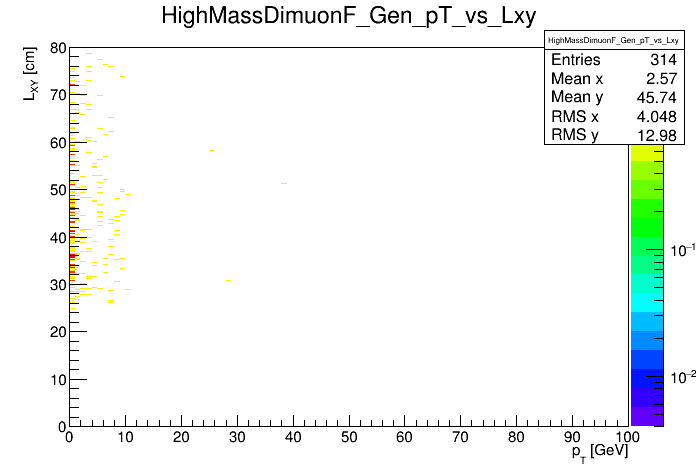 HighMassDimuonF_Gen_pT_vs_Lxy
HighMassDimuonF_Gen_pT_vs_Lxy
Entries 314
Mean x 2.57
Mean y 45.74
RMS x 4.048
RMS y 12.98
L_XY [cm]
80
70
60
50
40
30
20
10
0
0 10 20 30 40 50 60 70 80 90 100
p_T [GeV]
10⁻¹
10⁻²